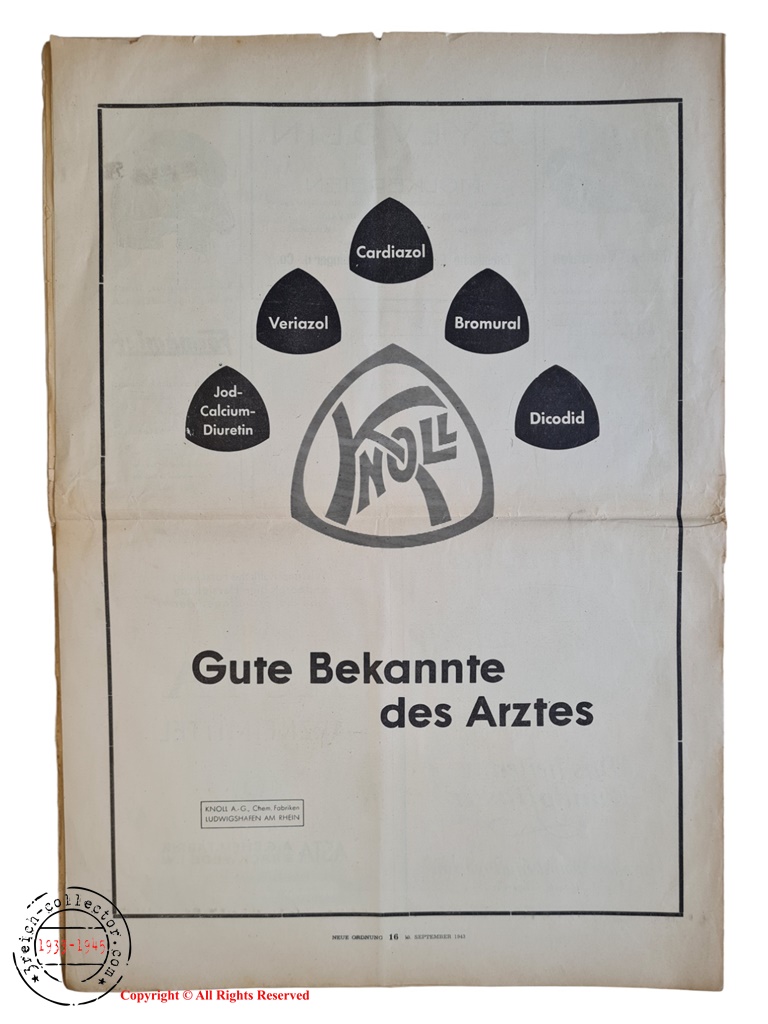 Cardiazol
Veriazol
Bromural
Jod-
Calcium-
Diuretin
Dicodid
KNOLL
Gute Bekannte
des Arztes
KNOLL A.-G., Chem. Fabriken
LUDWIGSHAFEN AM RHEIN
NEUE ORDNUNG 16 SEPTEMBER
3reich-collector.com
1933-1945
Copyright © All Rights Reserved